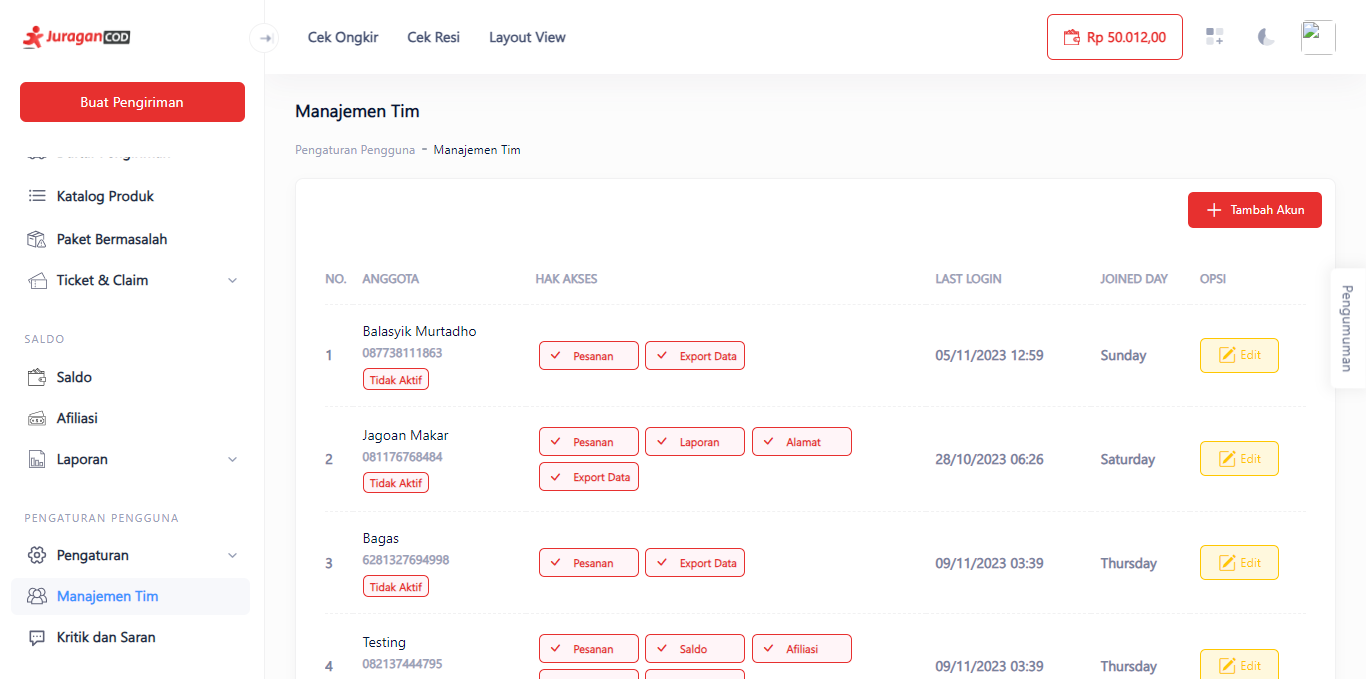 JuraganCOD
Cek Ongkir
Cek Resi
Layout View
Rp 50.012,00
Buat Pengiriman
Katalog Produk
Paket Bermasalah
Ticket & Claim
SALDO
Saldo
Afiliasi
Laporan
PENGATURAN PENGGUNA
Pengaturan
Manajemen Tim
Kritik dan Saran
Manajemen Tim
Pengaturan Pengguna - Manajemen Tim
Tambah Akun
NO. ANGGOTA HAK AKSES LAST LOGIN JOINED DAY OPSI
Balasyik Murtadho
087738111863
Tidak Aktif
1 Pesanan Export Data 05/11/2023 12:59 Sunday Edit
Jagoan Makar
081176768484
Tidak Aktif
2 Pesanan Laporan Alamat
Export Data
28/10/2023 06:26 Saturday Edit
Bagas
6281327694998
Tidak Aktif
3 Pesanan Export Data 09/11/2023 03:39 Thursday Edit
Testing
082137444795
4 Pesanan Saldo Afiliasi 09/11/2023 03:39 Thursday Edit
Pengumuman